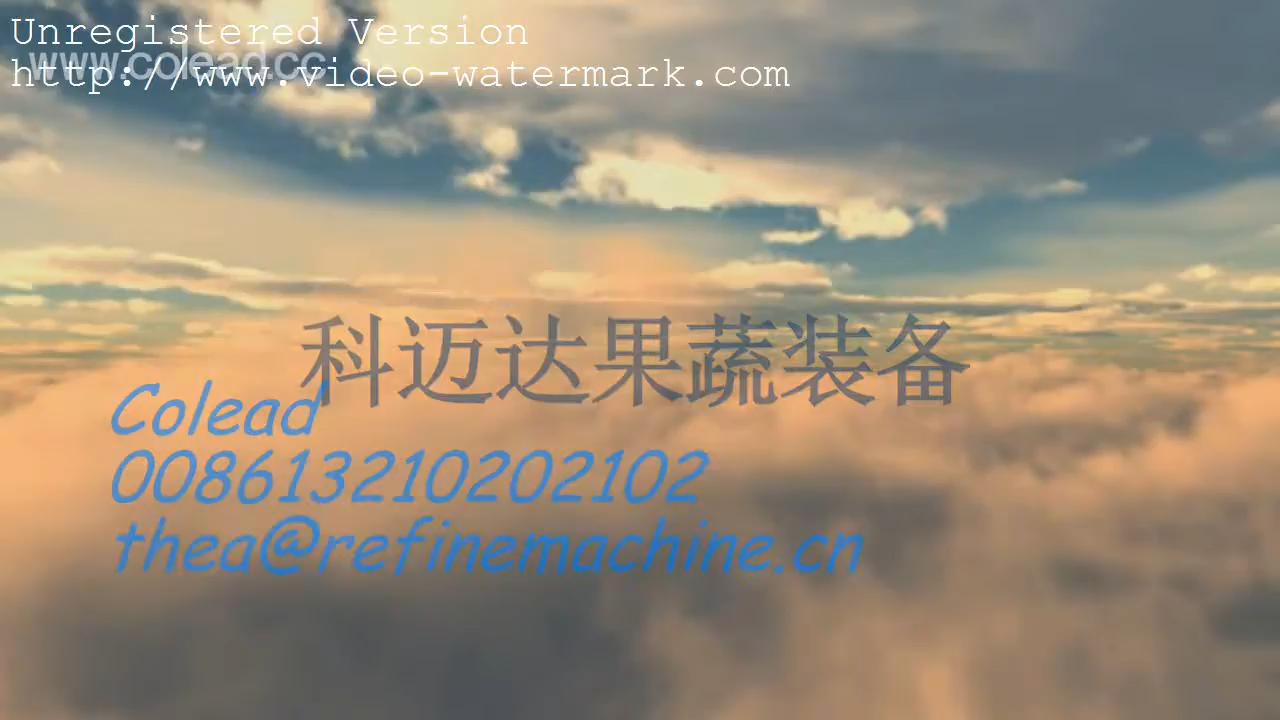 Unregistered Version
www.colead.cc
http://www.video-watermark.com
科迈达果蔬装备
Colead
008613210202102
thea@refinemachine.cn